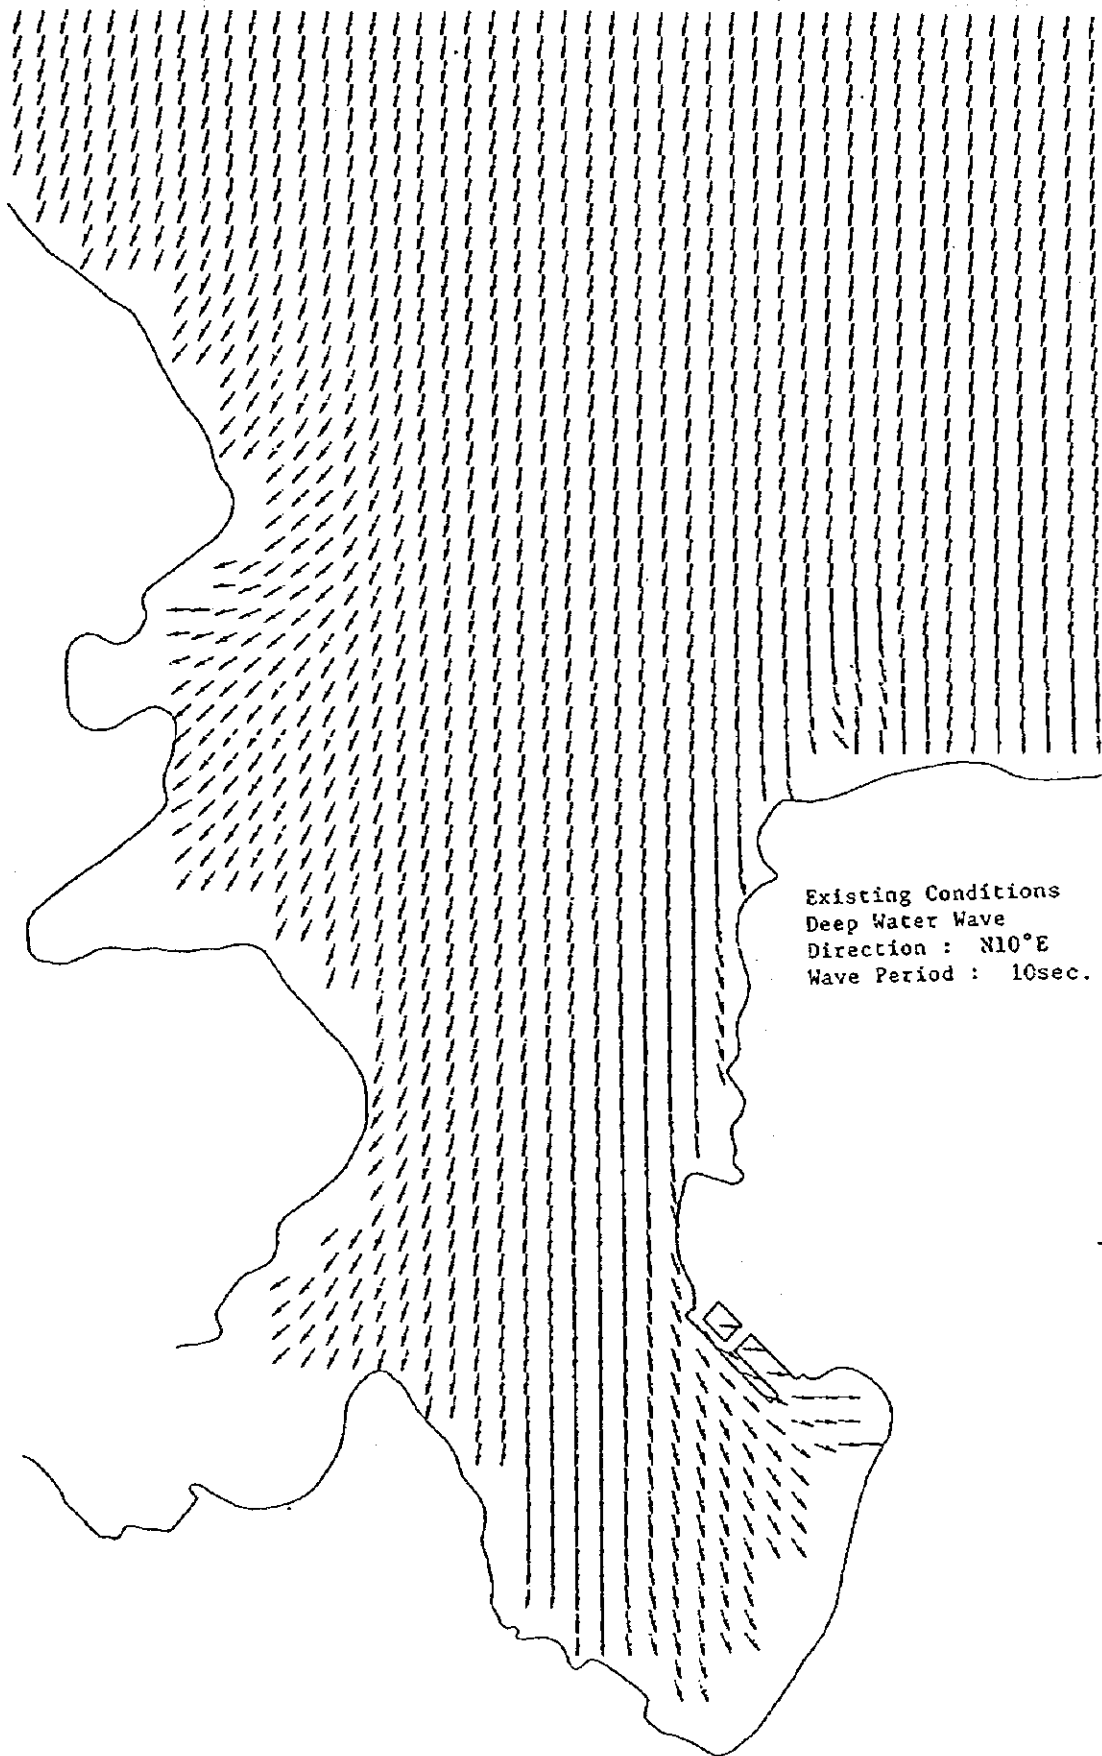 Existing Conditions
Deep Water Wave
Direction : N10°E
Wave Period : 10sec.